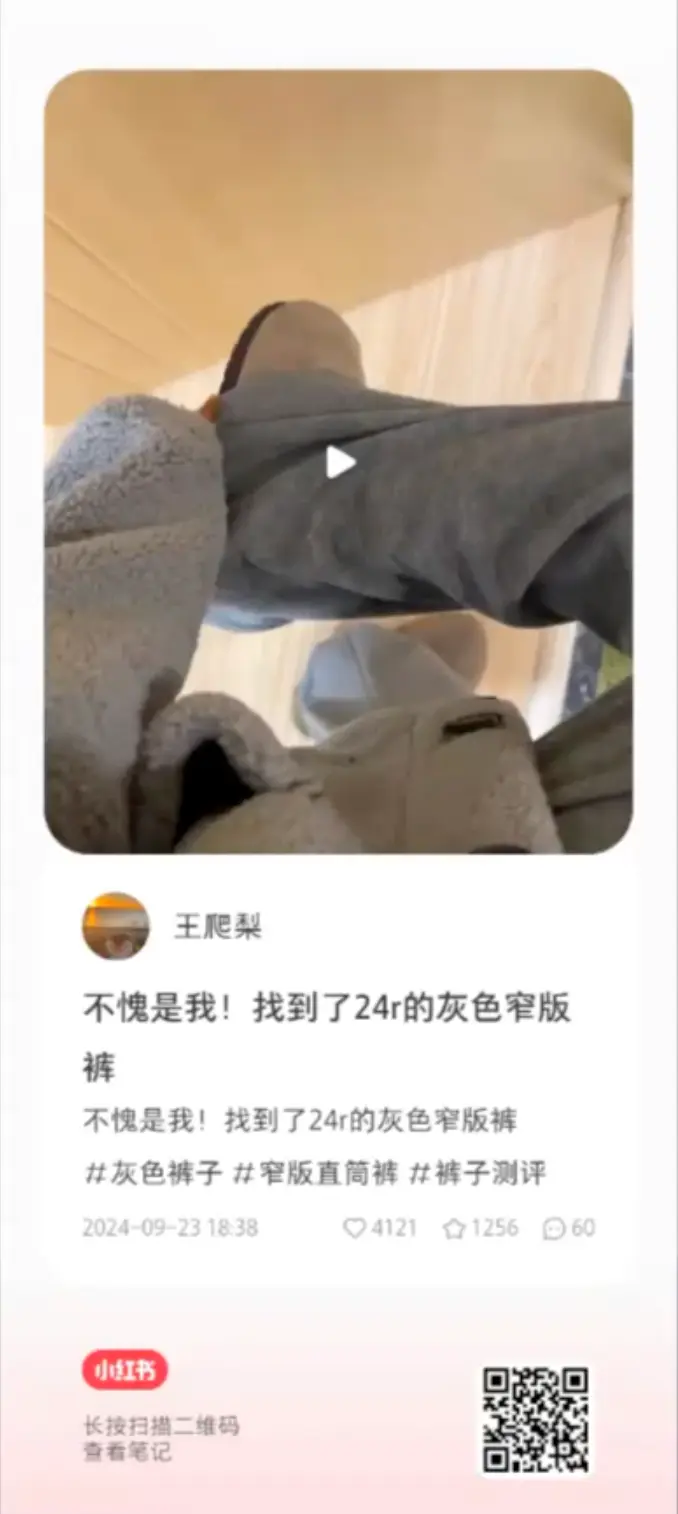 王爬梨
不愧是我！找到了24r的灰色窄版
裤
不愧是我！找到了24r的灰色窄版裤
#灰色裤子 #窄版直筒裤 #裤子测评
2024-09-23 18:38 4121 1256 60
小红书
长按扫描二维码
查看笔记